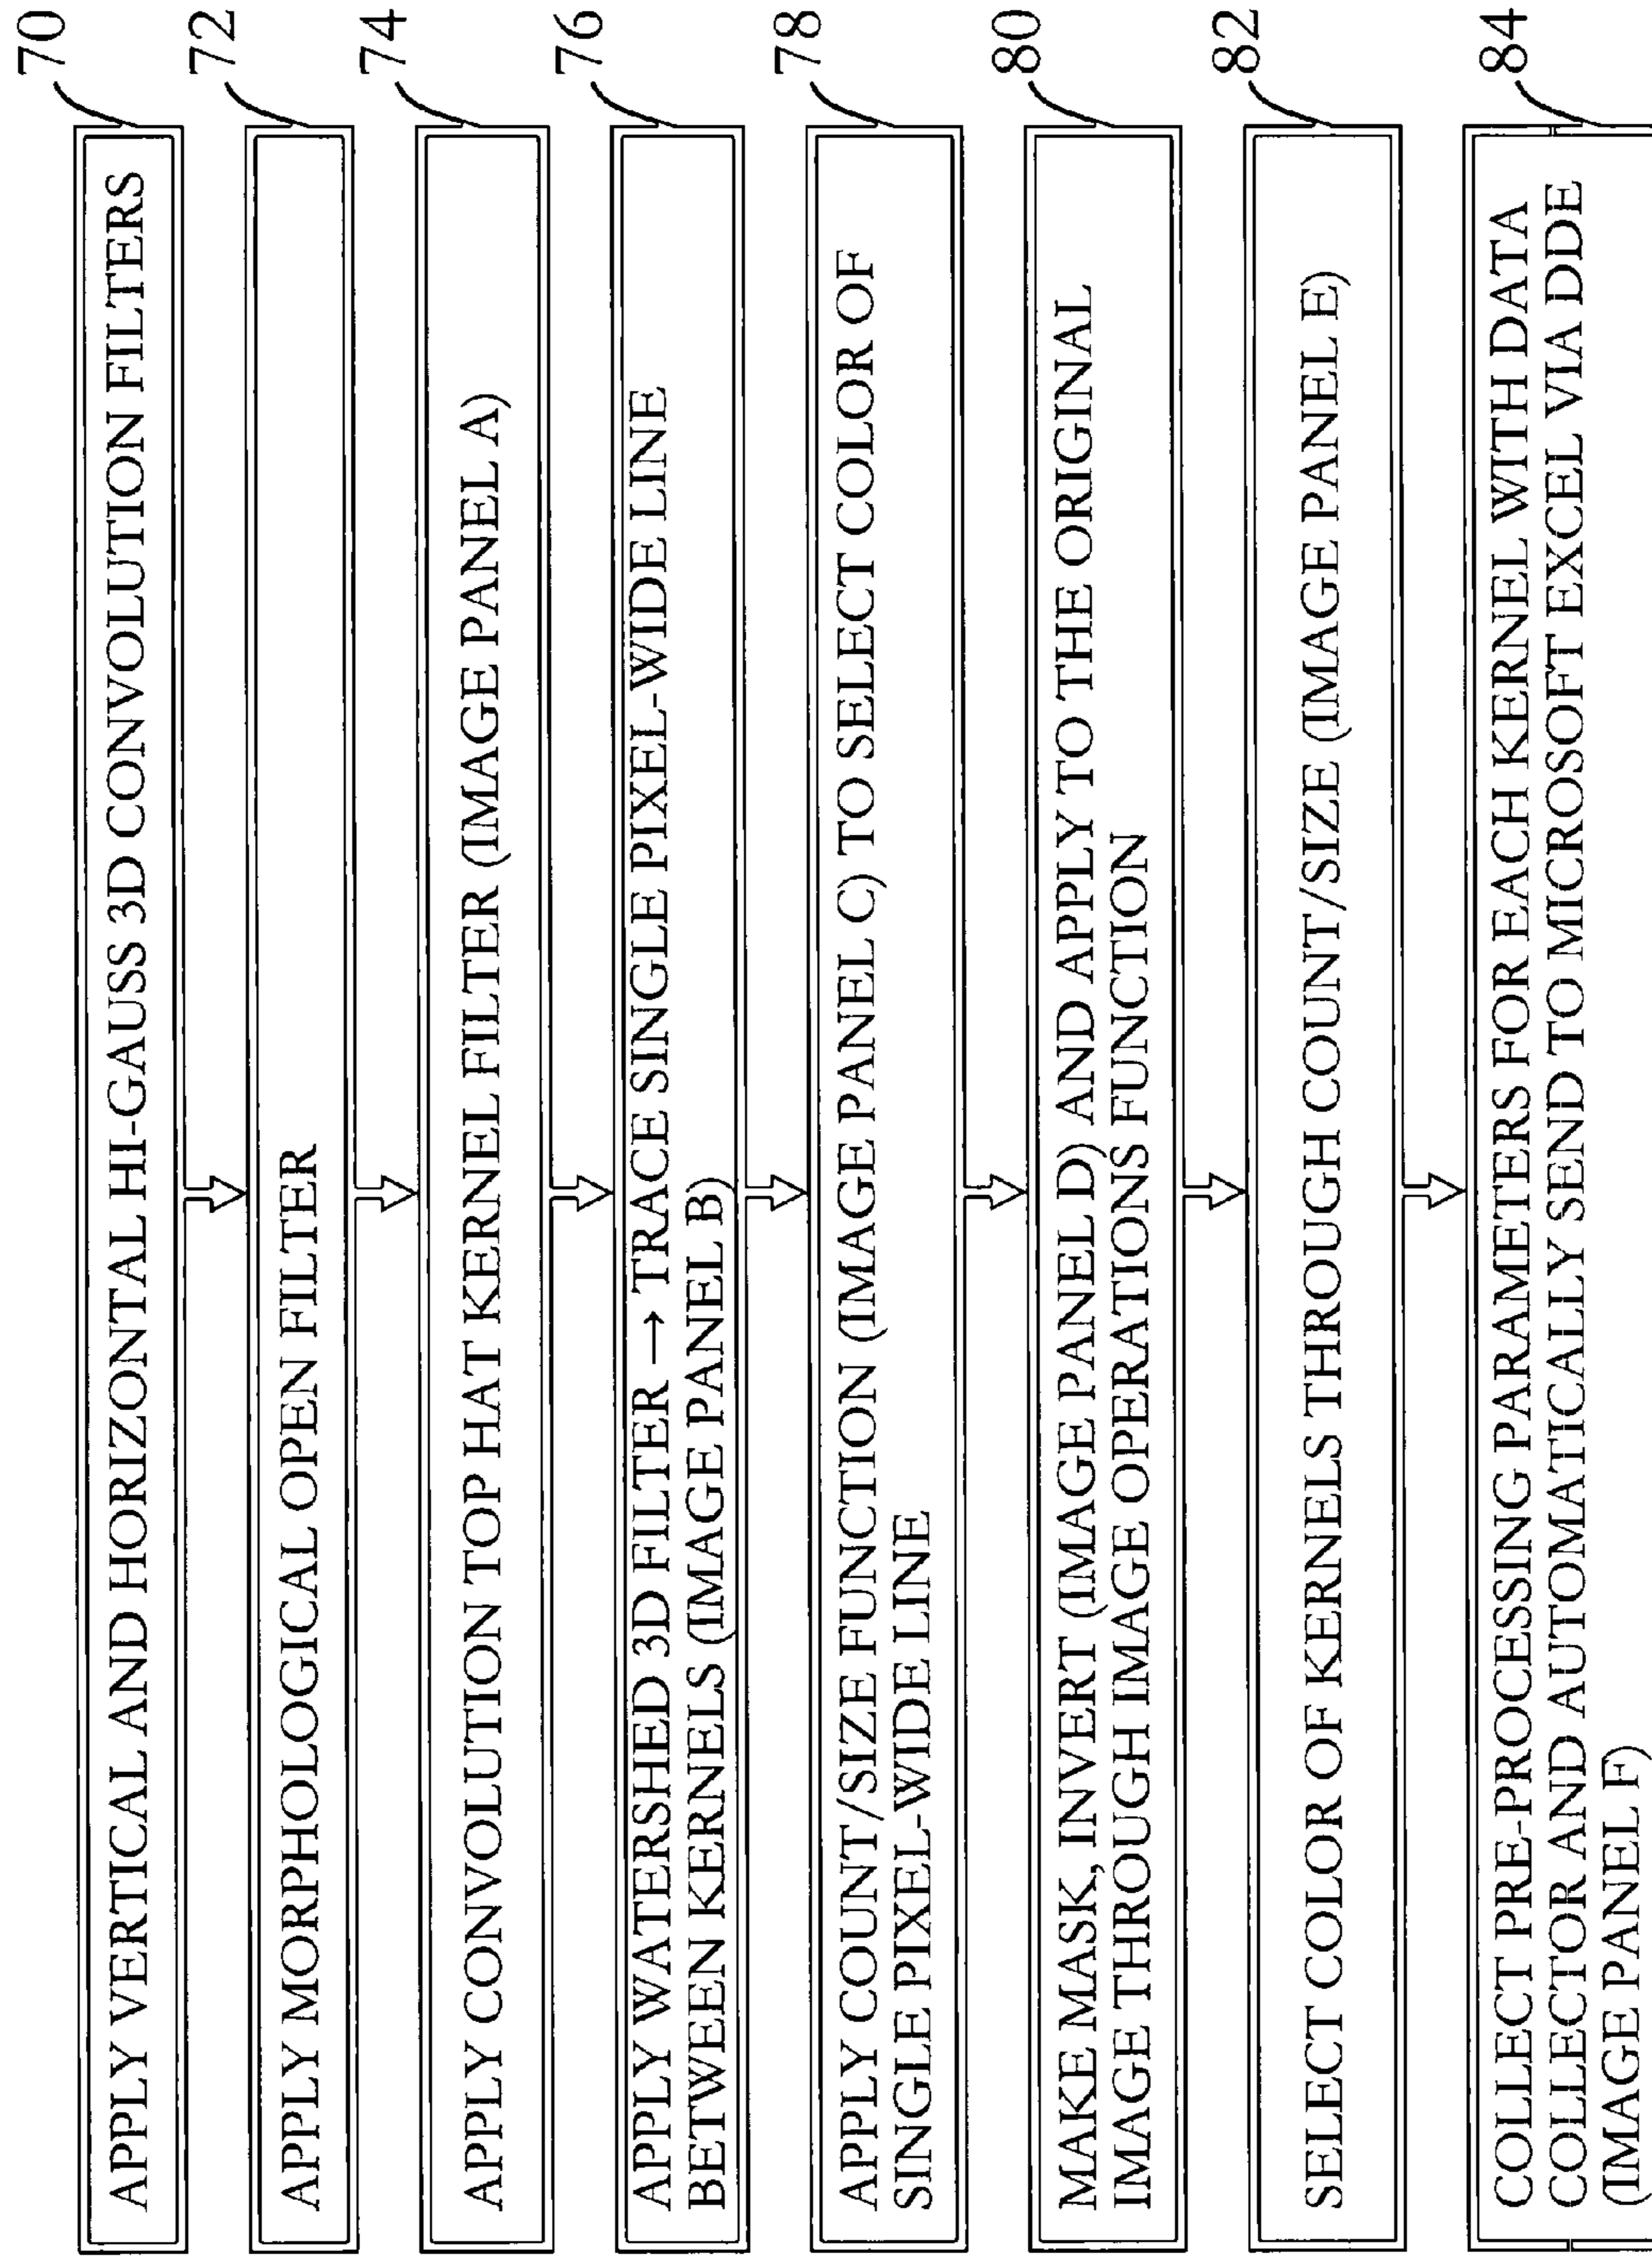 APPLY VERTICAL AND HORIZONTAL HI-GAUSS 3D CONVOLUTION FILTERS
70
APPLY MORPHOLOGICAL OPEN FILTER
72
APPLY CONVOLUTION TOP HAT KERNEL FILTER (IMAGE PANEL A)
74
APPLY WATERSHED 3D FILTER → TRACE SINGLE PIXEL-WIDE LINE
BETWEEN KERNELS (IMAGE PANEL B)
76
APPLY COUNT/SIZE FUNCTION (IMAGE PANEL C) TO SELECT COLOR OF
SINGLE PIXEL-WIDE LINE
78
MAKE MASK, INVERT (IMAGE PANEL D) AND APPLY TO THE ORIGINAL
IMAGE THROUGH IMAGE OPERATIONS FUNCTION
80
SELECT COLOR OF KERNELS THROUGH COUNT/SIZE (IMAGE PANEL E)
82
COLLECT PRE-PROCESSING PARAMETERS FOR EACH KERNEL WITH DATA
COLLECTOR AND AUTOMATICALLY SEND TO MICROSOFT EXCEL VIA DDE
(IMAGE PANEL F)
84